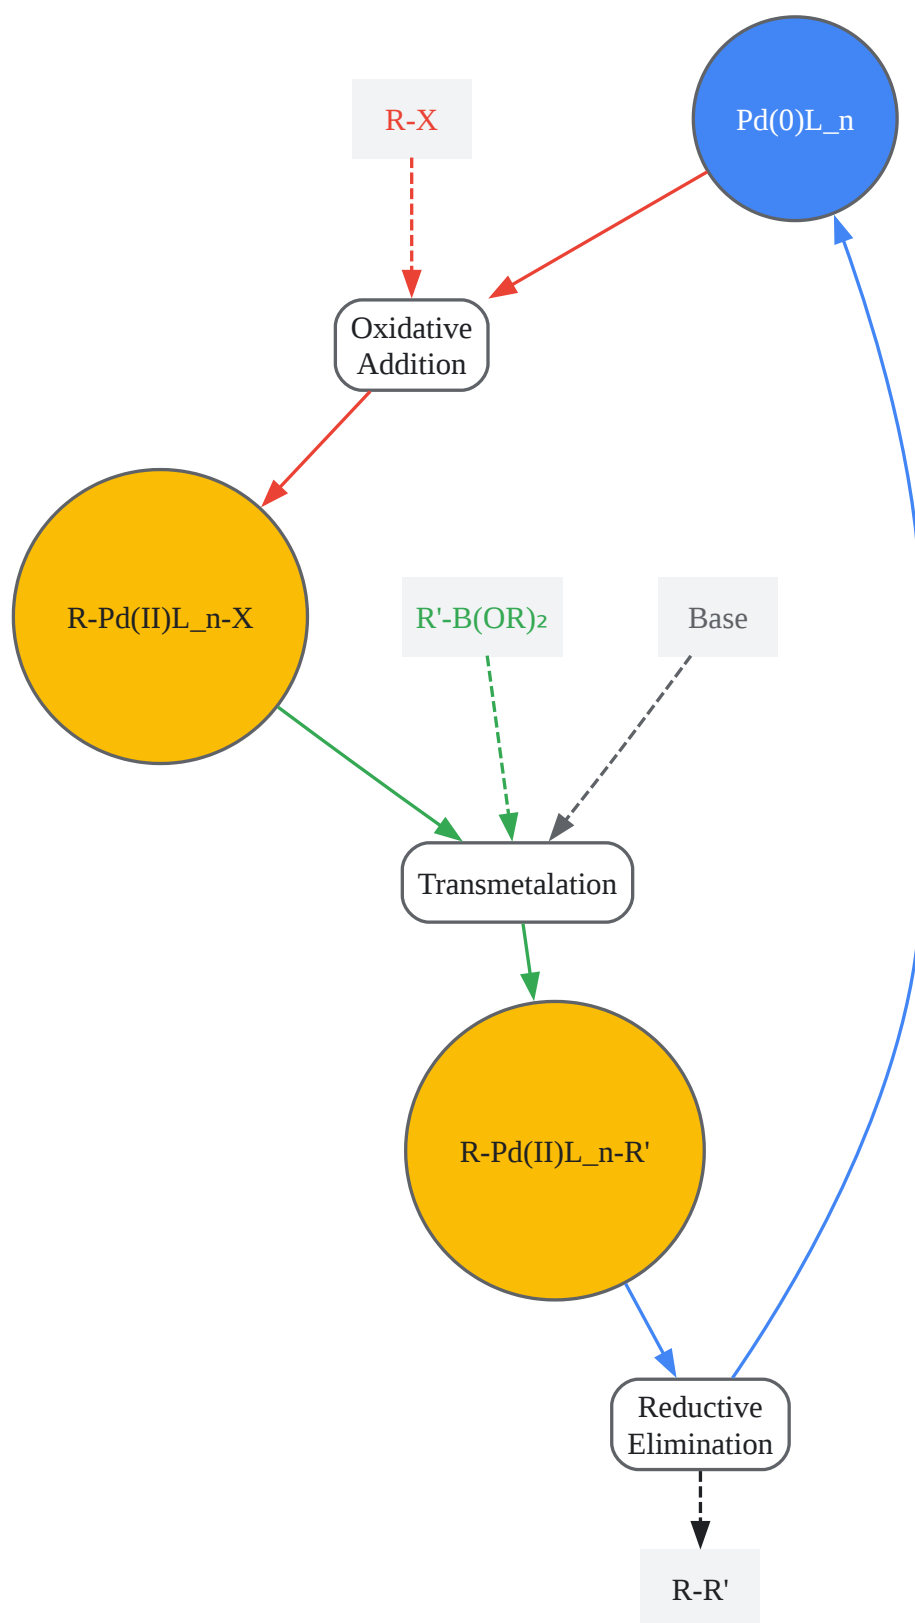 R-X
Pd(0)L_n
Oxidative
Addition
R-Pd(II)L_n-X
R'-B(OR)₂
Base
Transmetalation
R-Pd(II)L_n-R'
Reductive
Elimination
R-R'